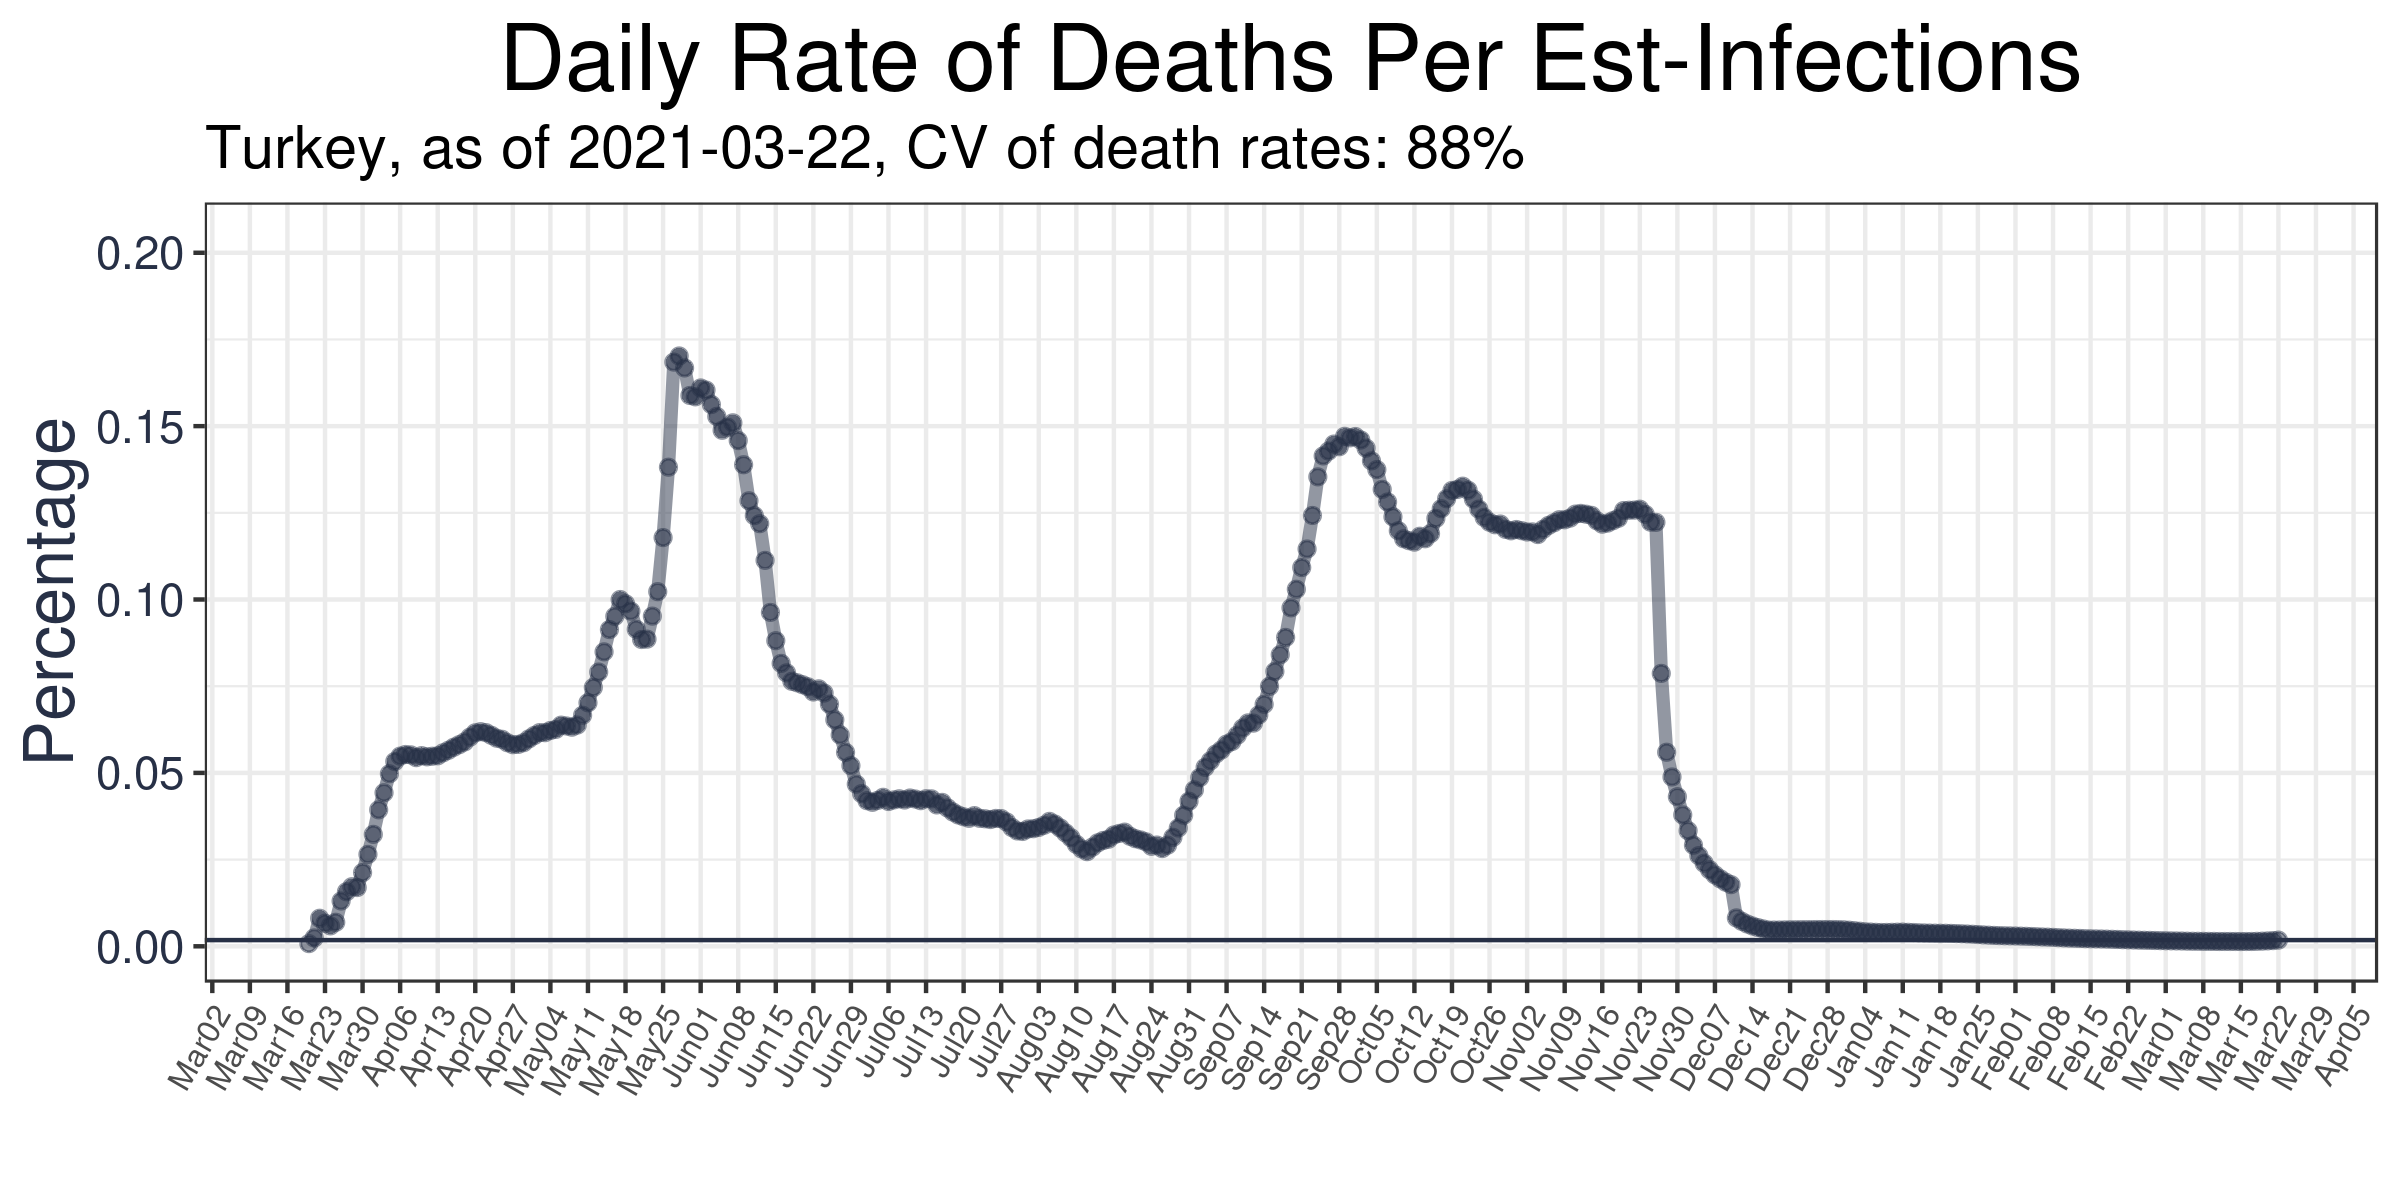 Daily Rate of Deaths Per Est-Infections
Turkey, as of 2021-03-22, CV of death rates: 88%
Percentage
0.20
0.15
0.10
0.05
0.00
Mar02
Mar09
Mar16
Mar23
Mar30
Apr06
Apr13
Apr20
Apr27
May04
May11
May18
May25
Jun01
Jun08
Jun15
Jun22
Jun29
Jul06
Jul13
Jul20
Jul27
Aug03
Aug10
Aug17
Aug24
Aug31
Sep07
Sep14
Sep21
Sep28
Oct05
Oct12
Oct19
Oct26
Nov02
Nov09
Nov16
Nov23
Nov30
Dec07
Dec14
Dec21
Dec28
Jan04
Jan11
Jan18
Jan25
Feb01
Feb08
Feb15
Feb22
Mar01
Mar08
Mar15
Mar22
Mar29
Apr05